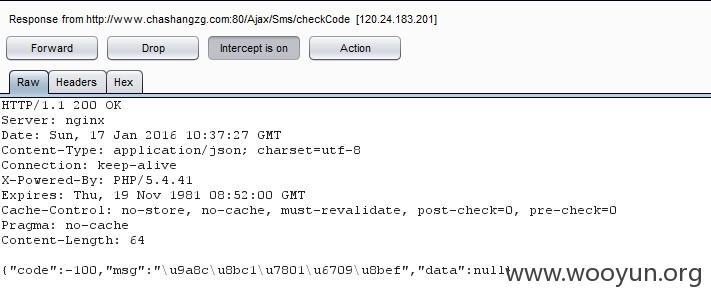 Response from http://www.chashangzg.com:80/Ajax/Sms/checkCode [120.24.183.201]
Forward Drop Intercept is on Action
Raw Headers Hex
HTTP/1.1 200 OK
Server: nginx
Date: Sun, 17 Jan 2016 10:37:27 GMT
Content-Type: application/json; charset=utf-8
Connection: keep-alive
X-Powered-By: PHP/5.4.41
Expires: Thu, 19 Nov 1981 08:52:00 GMT
Cache-Control: no-store, no-cache, must-revalidate, post-check=0, pre-check=0
Pragma: no-cache
Content-Length: 64
{"code":-100,"msg":"\u9a8c\u8bc1\u7801\u6709\u8bef","data":null}
www.wooyun.org